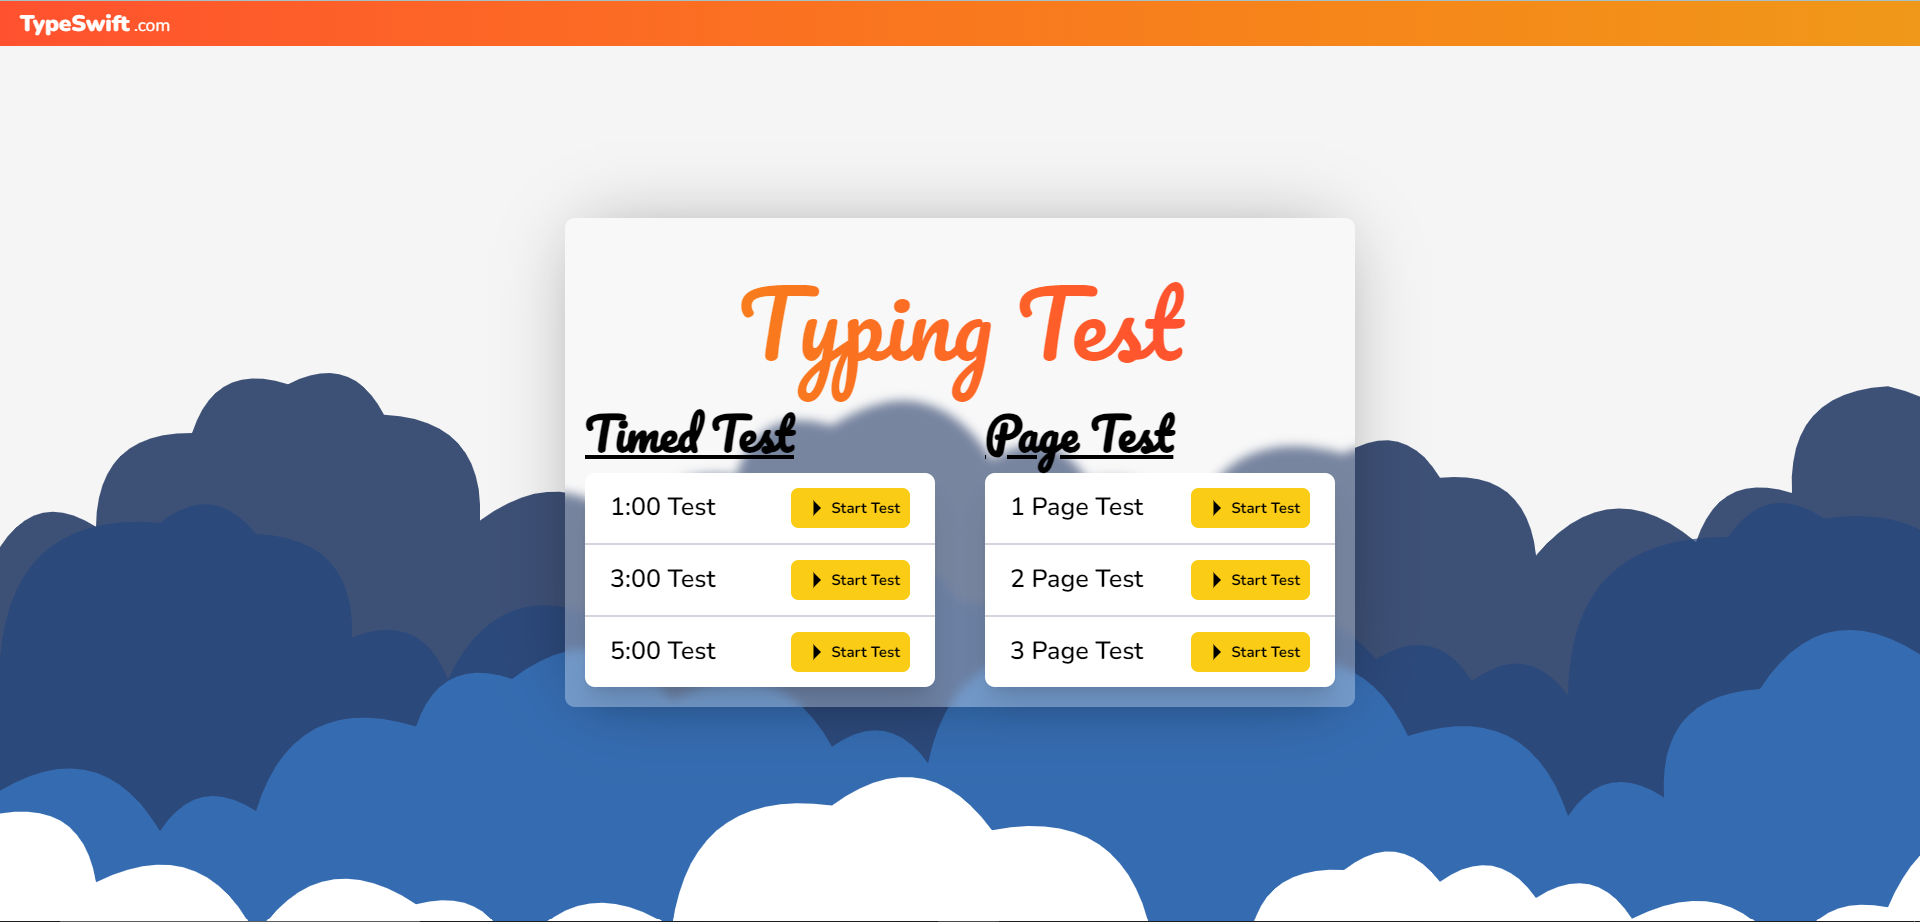 TypeSwift .com
Typing Test
Timed Test
1:00 Test Start Test
3:00 Test Start Test
5:00 Test Start Test
Page Test
1 Page Test Start Test
2 Page Test Start Test
3 Page Test Start Test